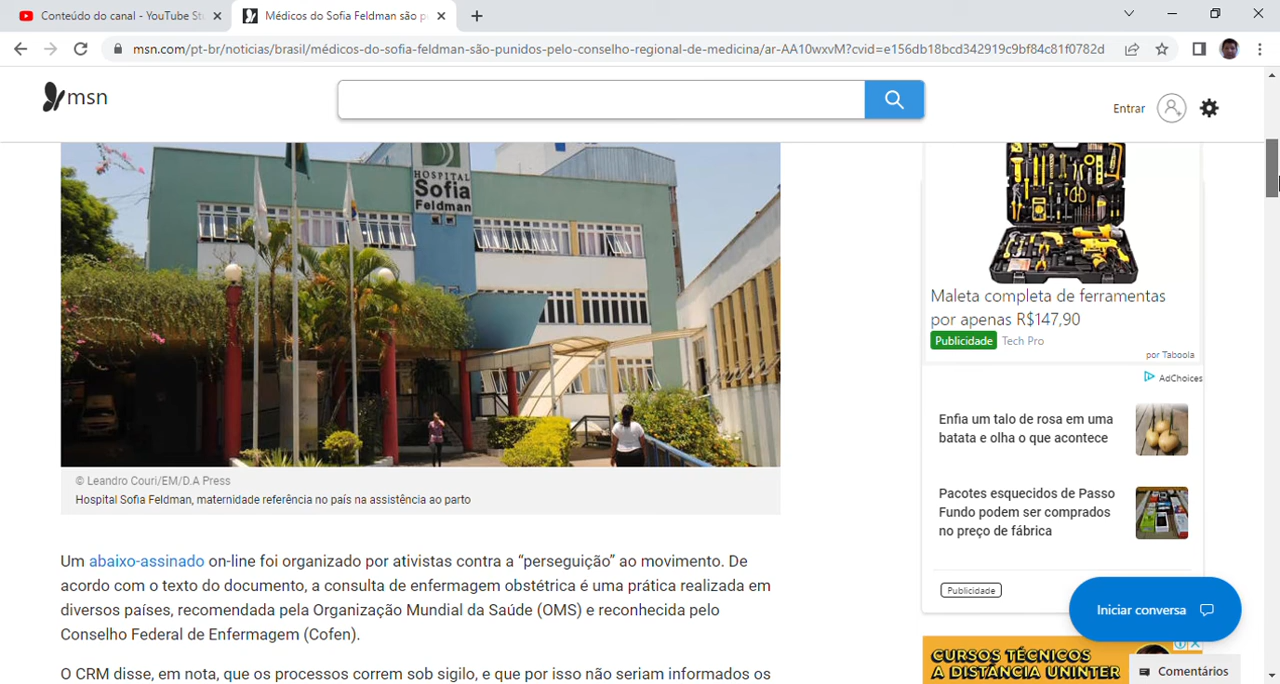 Conteúdo do canal - YouTube St
Médicos do Sofia Feldman são p
msn.com/pt-br/noticias/brasil/médicos-do-sofia-feldman-são-punidos-pelo-conselho-regional-de-medicina/ar-AA10wxvM?cvid=e156db18bcd342919c9bf84c81f0782d
msn
Entrar
HOSPITAL
Sofia
Feldman
© Leandro Couri/EM/D.A Press
Hospital Sofia Feldman, maternidade referência no país na assistência ao parto
Um abaixo-assinado on-line foi organizado por ativistas contra a “perseguição” ao movimento. De
acordo com o texto do documento, a consulta de enfermagem obstétrica é uma prática realizada em
diversos países, recomendada pela Organização Mundial da Saúde (OMS) e reconhecida pelo
Conselho Federal de Enfermagem (Cofen).
O CRM disse, em nota, que os processos correm sob sigilo, e que por isso não seriam informados os
Maleta completa de ferramentas
por apenas R$147,90
Publicidade Tech Pro
por Taboola
AdChoices
Enfia um talo de rosa em uma
batata e olha o que acontece
Pacotes esquecidos de Passo
Fundo podem ser comprados
no preço de fábrica
Publicidade
Iniciar conversa
CURSOS TÉCNICOS
A DISTÂNCIA UNINTER
Comentários